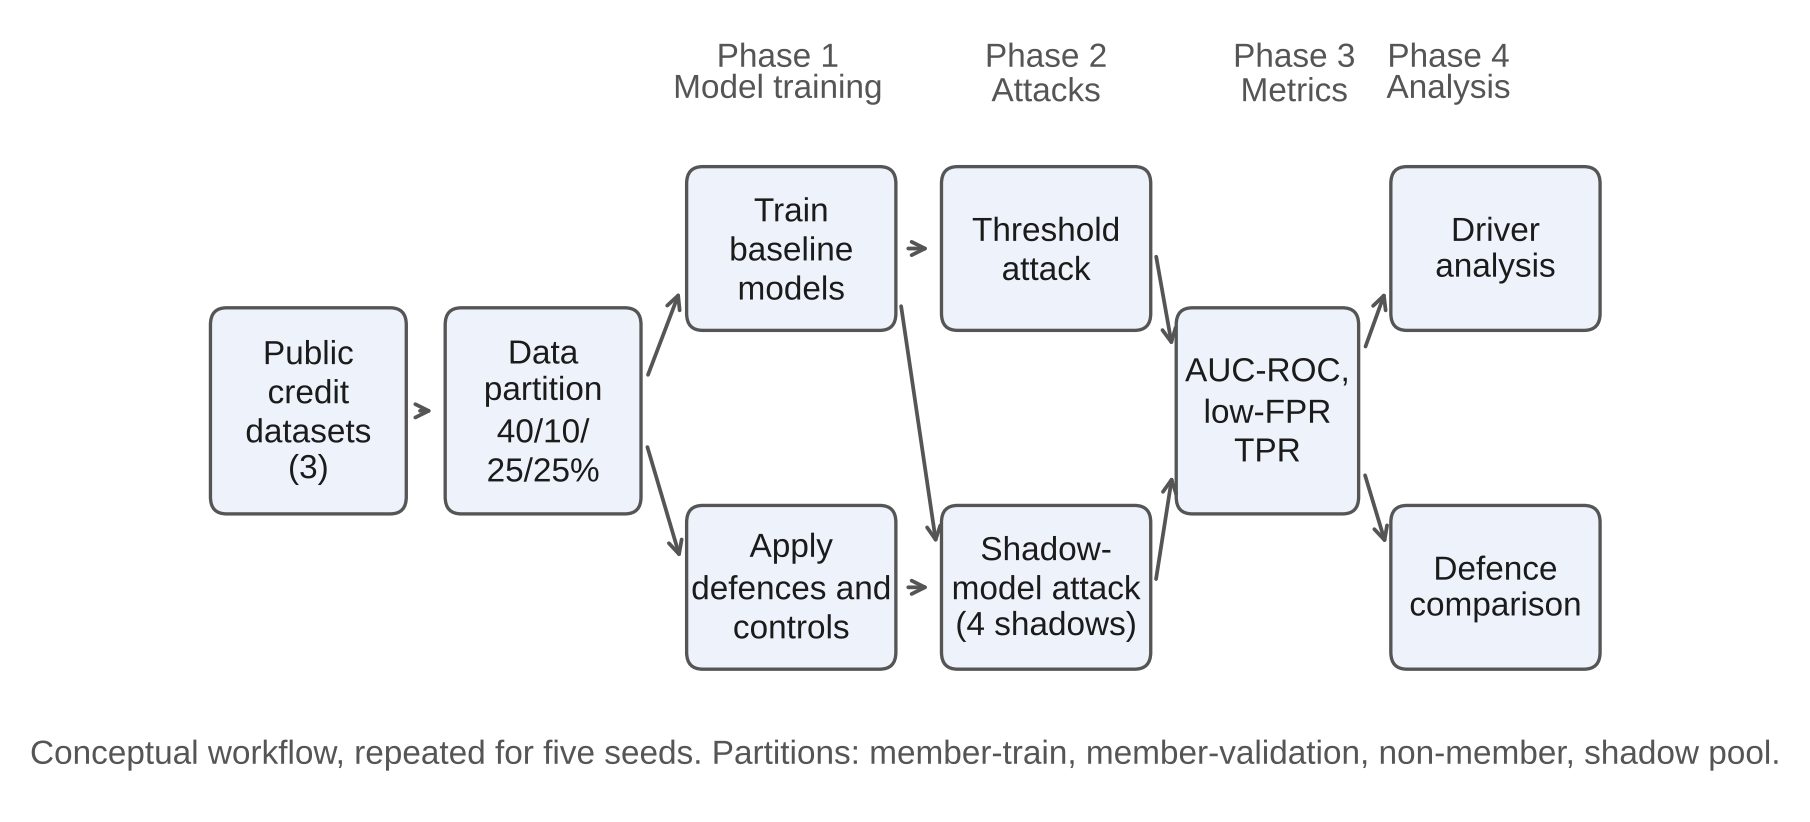 Phase 1
Model training
Phase 2
Attacks
Phase 3
Metrics
Phase 4
Analysis
Public
credit
datasets
(3)
Data
partition
40/10/
25/25%
Train
baseline
models
Apply
defences and
controls
Threshold
attack
Shadow-
model attack
(4 shadows)
AUC-ROC,
low-FPR
TPR
Driver
analysis
Defence
comparison
Conceptual workflow, repeated for five seeds. Partitions: member-train, member-validation, non-member, shadow pool.